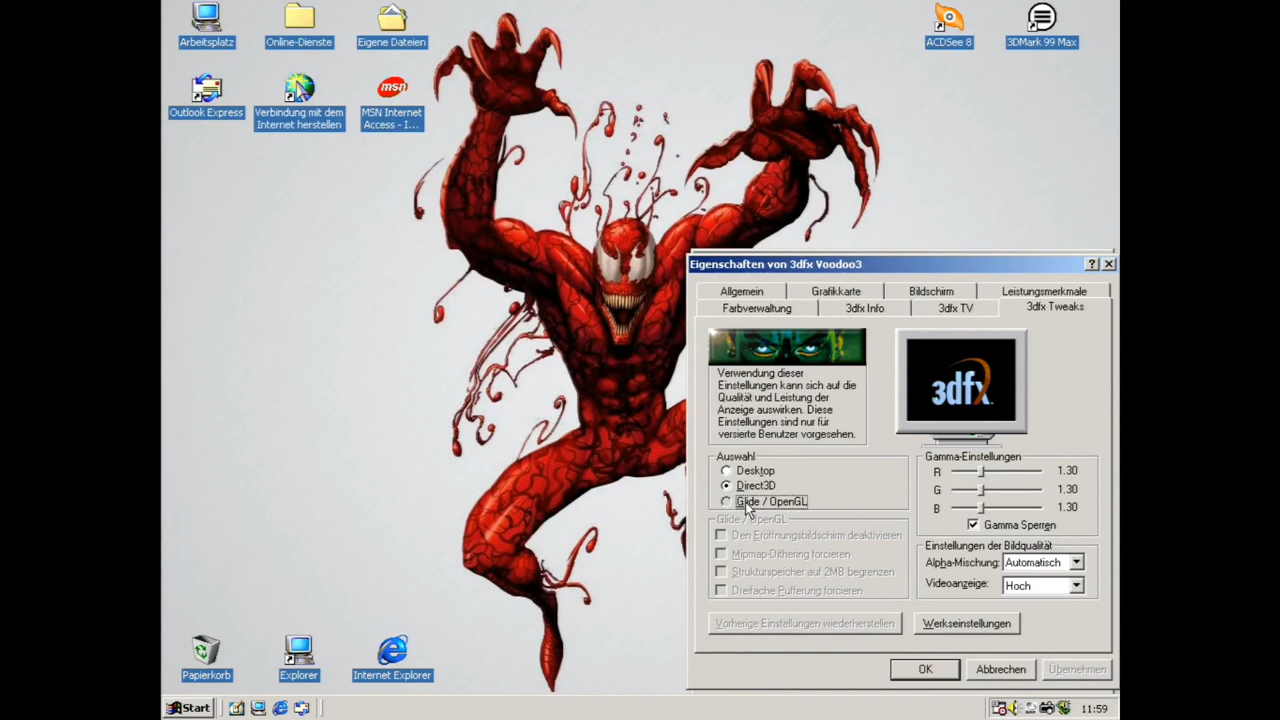 Arbeitsplatz
Online-Dienste
Eigene Dateien
ACDSee 8
3DMark 99 Max
Outlook Express
Verbindung mit dem
Internet herstellen
msn
MSN Internet
Access - I...
Eigenschaften von 3dfx Voodoo3
Allgemein
Grafikkarte
Bildschirm
Leistungsmerkmale
Farbverwaltung
3dfx Info
3dfx TV
3dfx Tweaks
Verwendung dieser
Einstellungen kann sich auf die
Qualität und Leistung der
Anzeige auswirken. Diese
Einstellungen sind nur für
versierte Benutzer vorgesehen.
3dfx
Auswahl
Desktop
Direct3D
Glide / OpenGL
Glide / OpenGL
Den Eröffnungsbildschirm deaktivieren
Mipmap-Dithering forcieren
Strukturspeicher auf 2MB begrenzen
Dreifache Pufferung forcieren
Gamma-Einstellungen
R 1.30
G 1.30
B 1.30
Gamma Sperren
Einstellungen der Bildqualität
Alpha-Mischung: Automatisch
Videoanzeige: Hoch
Vorherige Einstellungen wiederherstellen
Werkseinstellungen
OK
Abbrechen
Übernehmen
Papierkorb
Explorer
Internet Explorer
Start
11:59